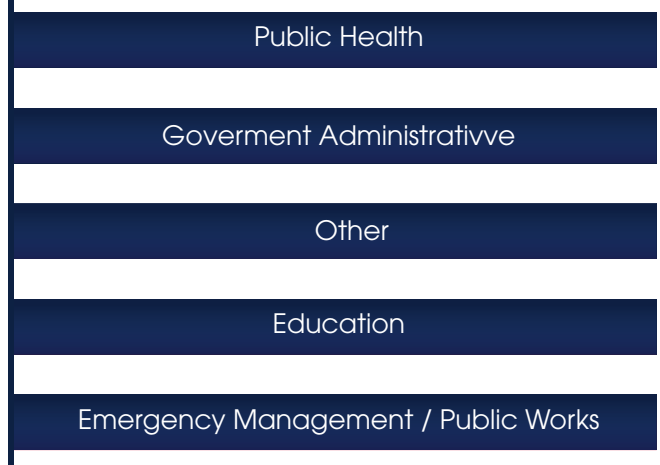 Public Health
Goverment Administrativve
Other
Education
Emergency Management / Public Works